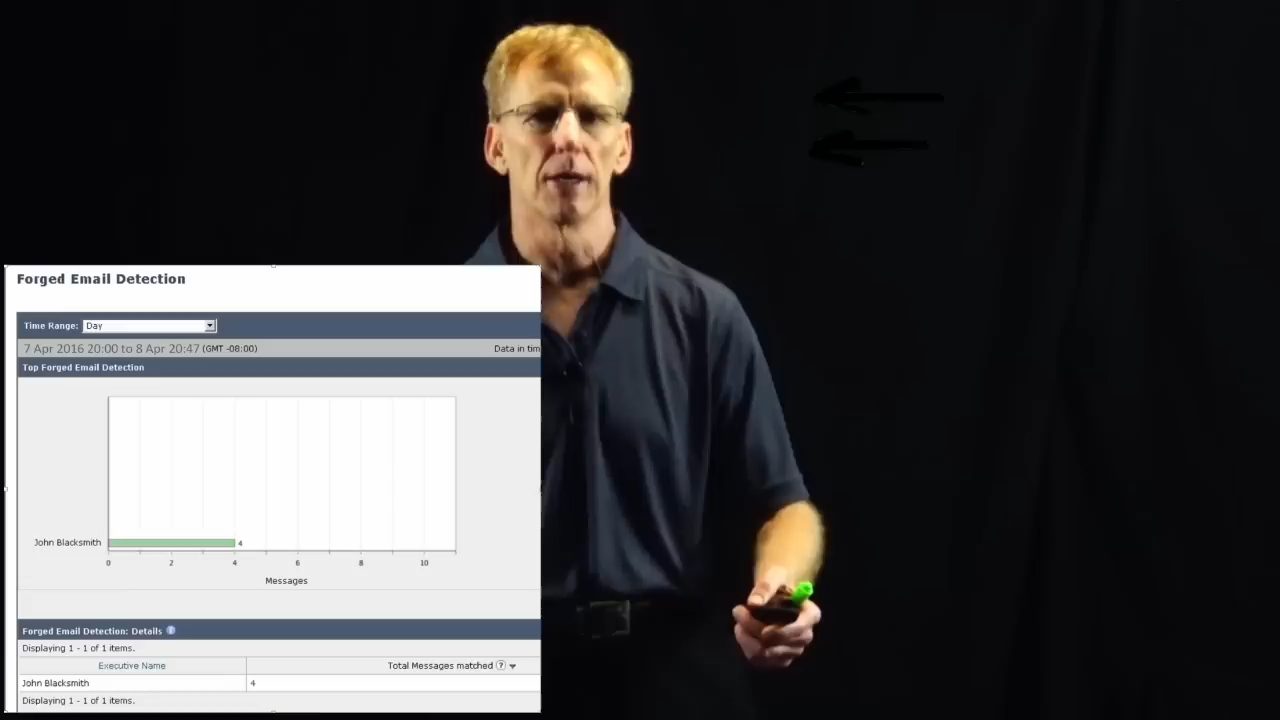 Forged Email Detection
Time Range: Day
7 Apr 2016 20:00 to 8 Apr 20:47 (GMT -08:00) Data in tim
Top Forged Email Detection
John Blacksmith 4
0 2 4 6 8 10
Messages
Forged Email Detection: Details
Displaying 1 - 1 of 1 items.
Executive Name Total Messages matched ?
John Blacksmith 4
Displaying 1 - 1 of 1 items.